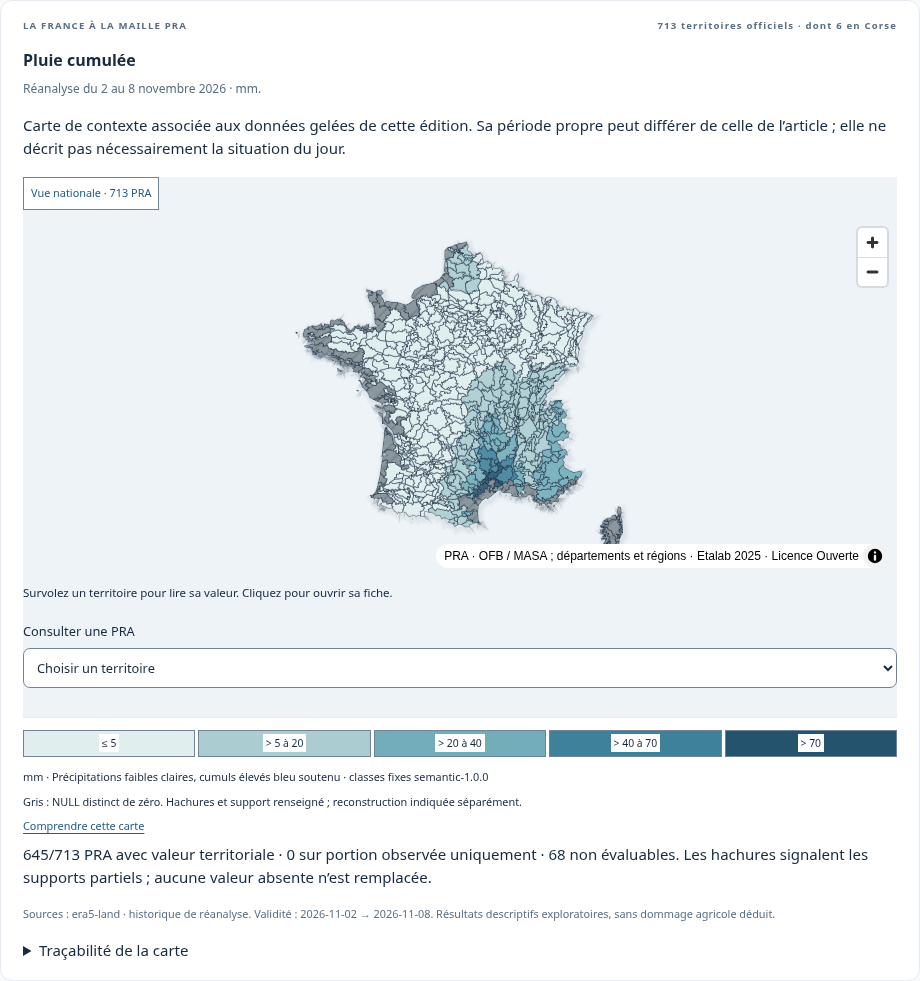 LA FRANCE À LA MAILLE PRA
713 territoires officiels · dont 6 en Corse
Pluie cumulée
Réanalyse du 2 au 8 novembre 2026 · mm.
Carte de contexte associée aux données gelées de cette édition. Sa période propre peut différer de celle de l’article ; elle ne
décrit pas nécessairement la situation du jour.
Vue nationale · 713 PRA
+
−
PRA · OFB / MASA ; départements et régions · Etalab 2025 · Licence Ouverte
Survolez un territoire pour lire sa valeur. Cliquez pour ouvrir sa fiche.
Consulter une PRA
Choisir un territoire
≤ 5
> 5 à 20
> 20 à 40
> 40 à 70
> 70
mm · Précipitations faibles claires, cumuls élevés bleu soutenu · classes fixes semantic-1.0.0
Gris : NULL distinct de zéro. Hachures et support renseigné ; reconstruction indiquée séparément.
Comprendre cette carte
645/713 PRA avec valeur territoriale · 0 sur portion observée uniquement · 68 non évaluables. Les hachures signalent les
supports partiels ; aucune valeur absente n’est remplacée.
Sources : era5-land · historique de réanalyse. Validité : 2026-11-02 → 2026-11-08. Résultats descriptifs exploratoires, sans dommage agricole déduit.
Traçabilité de la carte